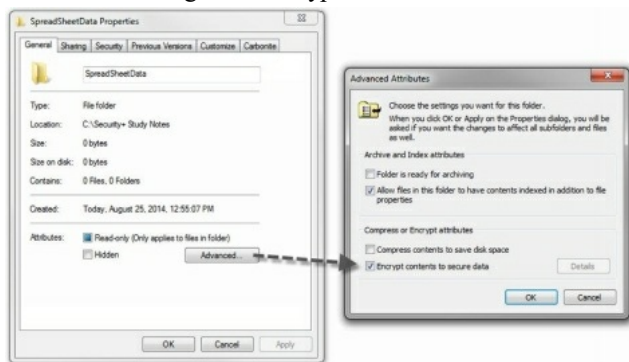 SpreadSheetData Properties
General Sharing Security Previous Versions Customize Carbonite
SpreadSheetData
Type: File folder
Location: C:\Security+ Study Notes
Size: 0 bytes
Size on disk: 0 bytes
Contains: 0 Files, 0 Folders
Created: Today, August 25, 2014, 12:55:07 PM
Attributes: Read-only (Only applies to files in folder)
Hidden Advanced...
OK Cancel Apply
Advanced Attributes
Choose the settings you want for this folder.
When you click OK or Apply on the Properties dialog, you will be
asked if you want the changes to affect all subfolders and files
as well.
Archive and Index attributes
Folder is ready for archiving
Allow files in this folder to have contents indexed in addition to file
properties
Compress or Encrypt attributes
Compress contents to save disk space
Encrypt contents to secure data Details
OK Cancel